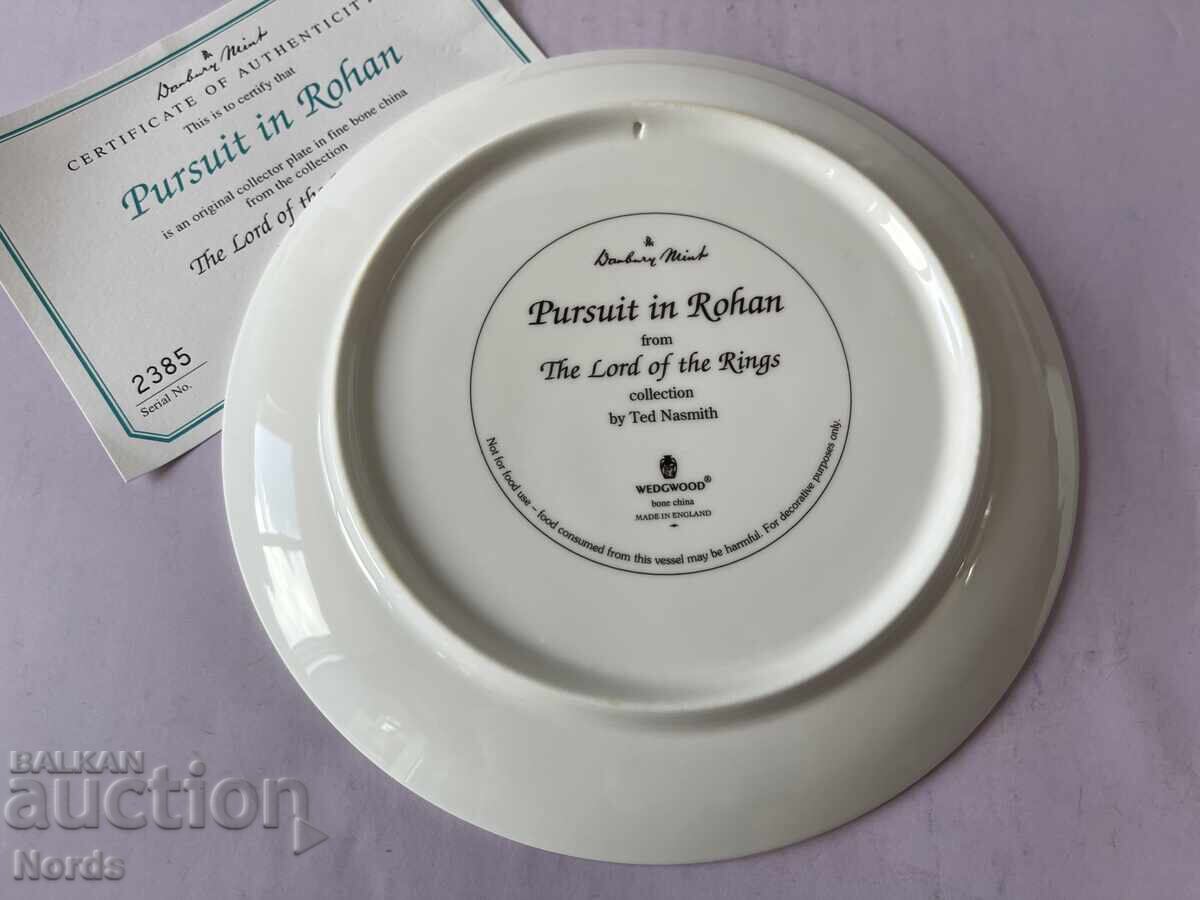 Danbury Mint
CERTIFICATE OF AUTHENTICITY
This is to certify that
Pursuit in Rohan
is an original collector plate in fine bone china
from the collection
The Lord of the
2385
Serial No.
Danbury Mint
Pursuit in Rohan
from
The Lord of the Rings
collection
by Ted Nasmith
WEDGWOOD®
bone china
MADE IN ENGLAND
Not for food use – food consumed from this vessel may be harmful. For decorative purposes only.
BALKAN
auction
Nords